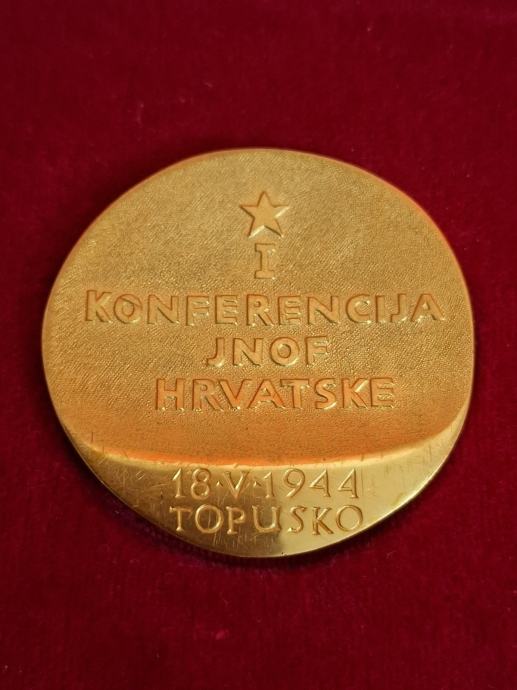 I
KONFERENCIJA
JNOF
HRVATSKE
18·V·1944
TOPUSKO